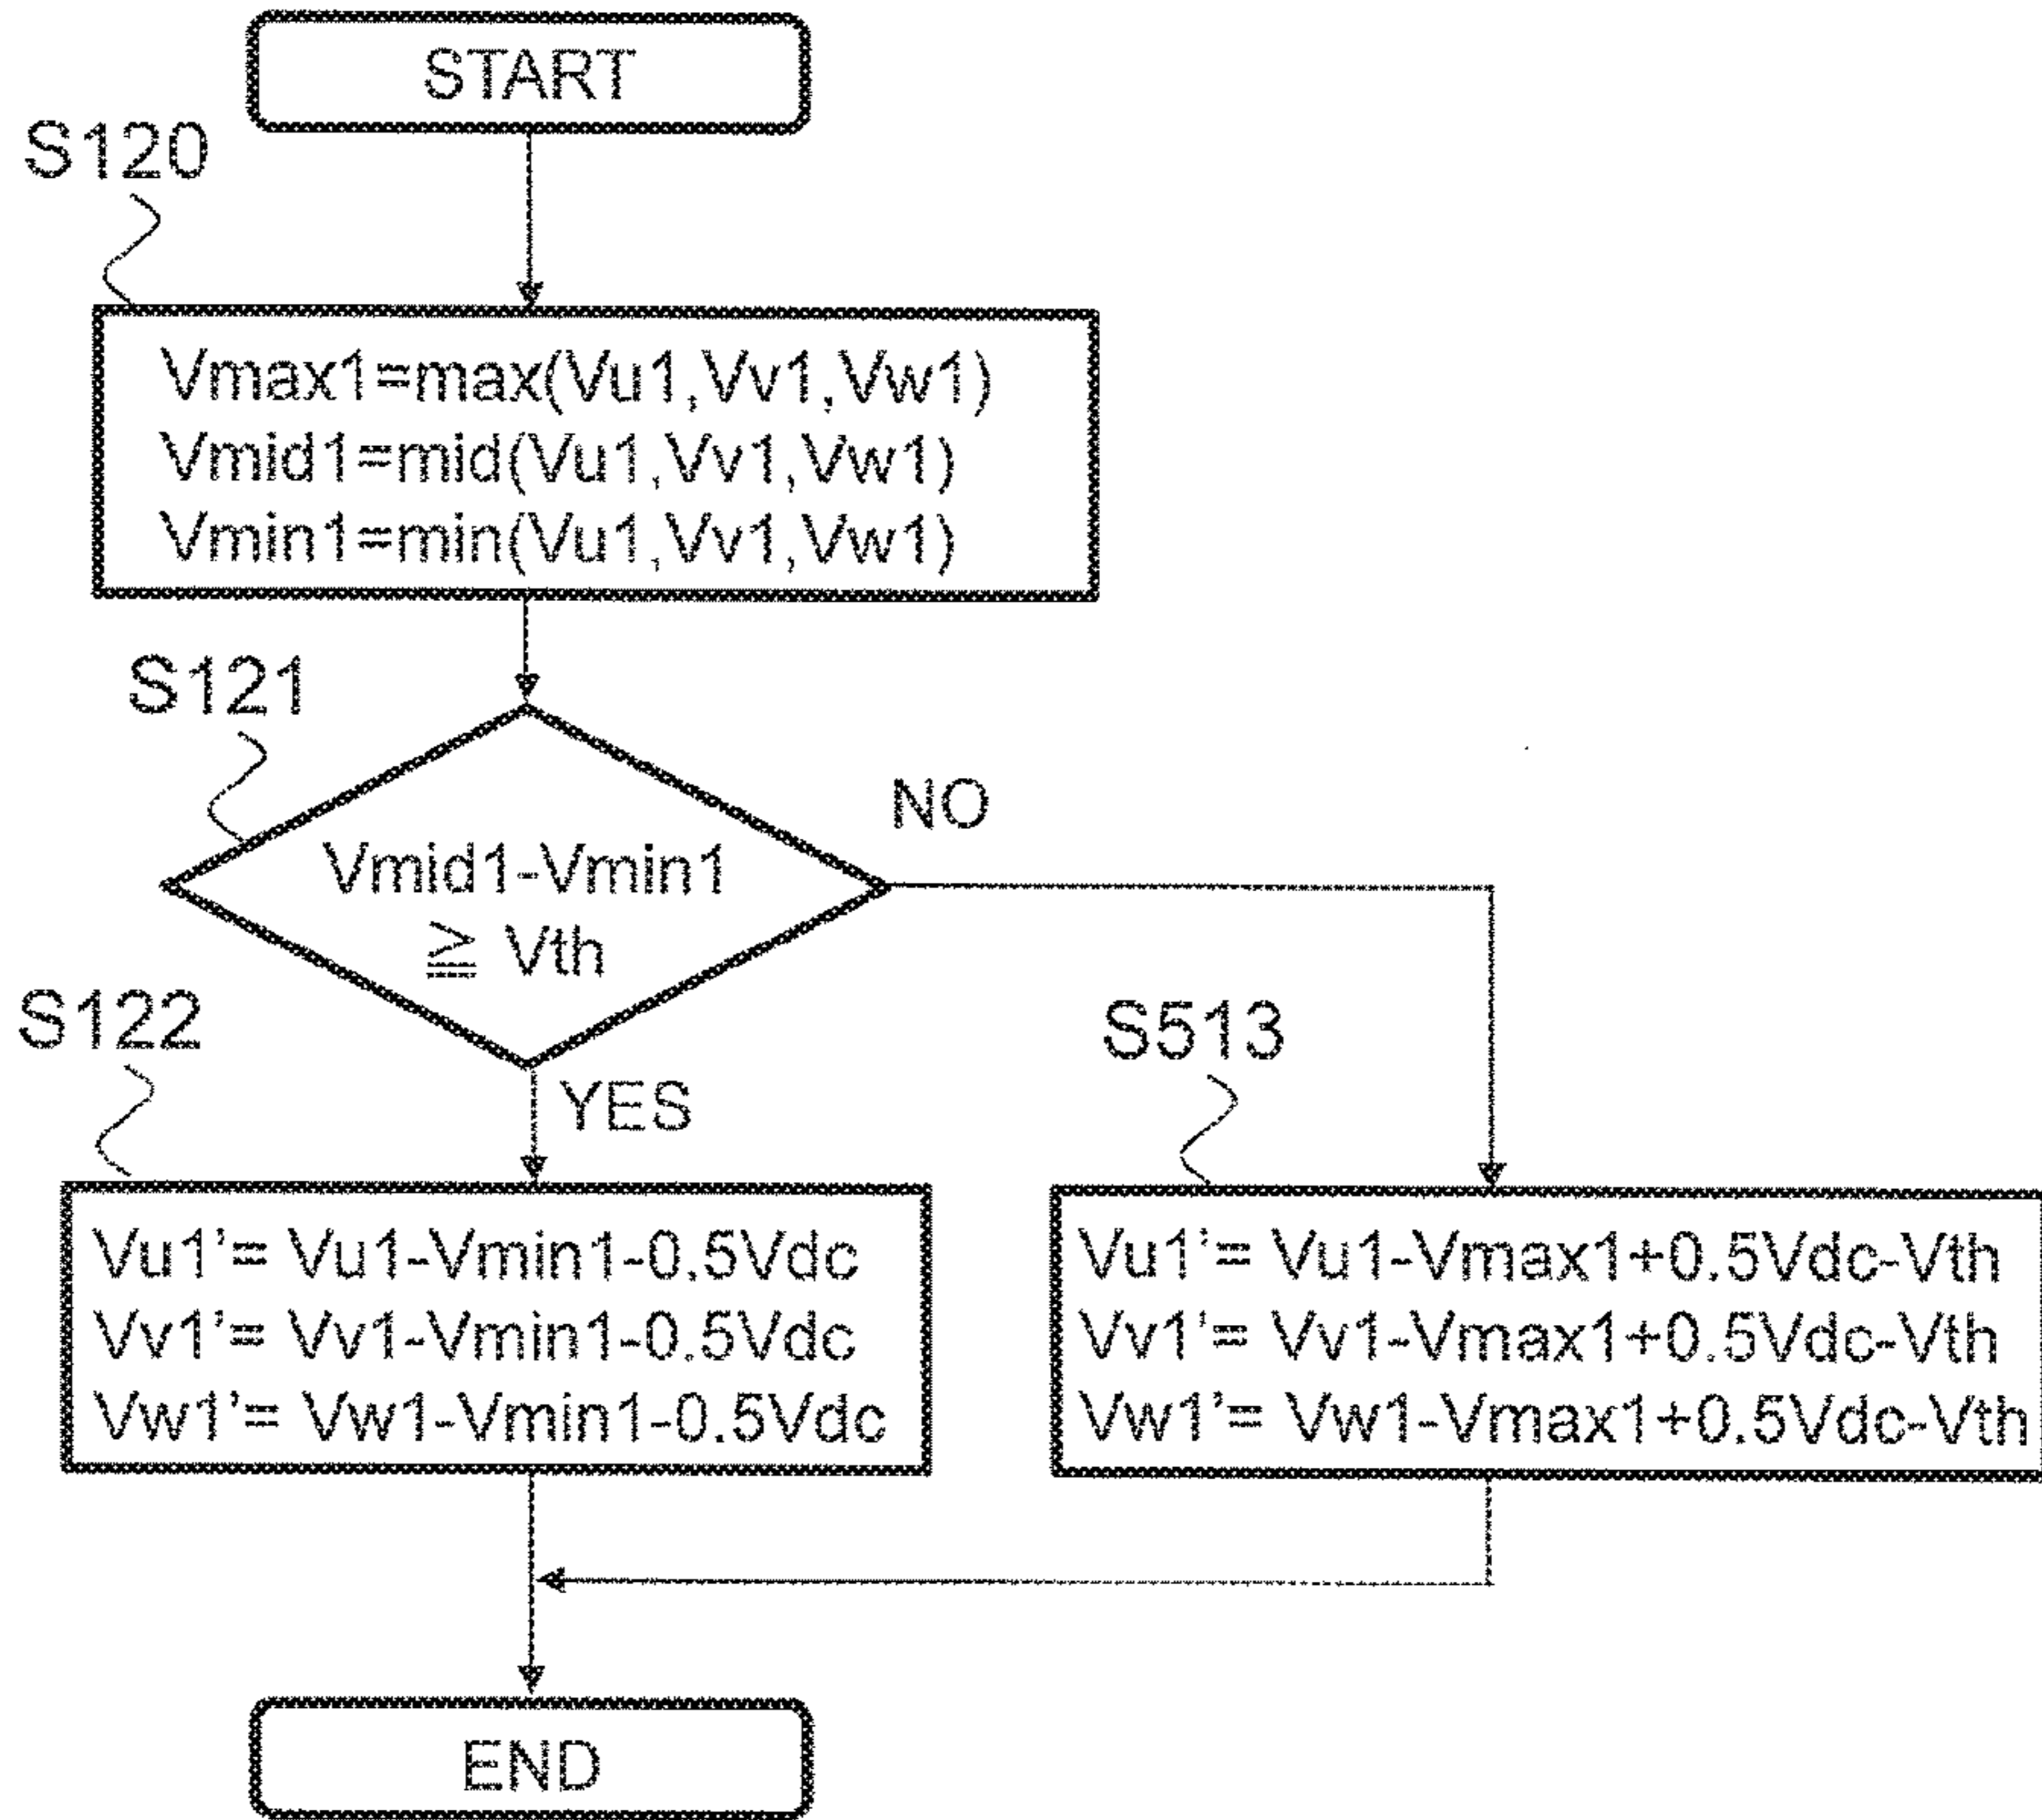 START
S120
Vmax1=max(Vu1,Vv1,Vw1)
Vmid1=mid(Vu1,Vv1,Vw1)
Vmin1=min(Vu1,Vv1,Vw1)
S121
Vmid1-Vmin1
≧ Vth
NO
YES
S122
Vu1’= Vu1-Vmin1-0.5Vdc
Vv1’= Vv1-Vmin1-0.5Vdc
Vw1’= Vw1-Vmin1-0.5Vdc
S513
Vu1’= Vu1-Vmax1+0.5Vdc-Vth
Vv1’= Vv1-Vmax1+0.5Vdc-Vth
Vw1’= Vw1-Vmax1+0.5Vdc-Vth
END